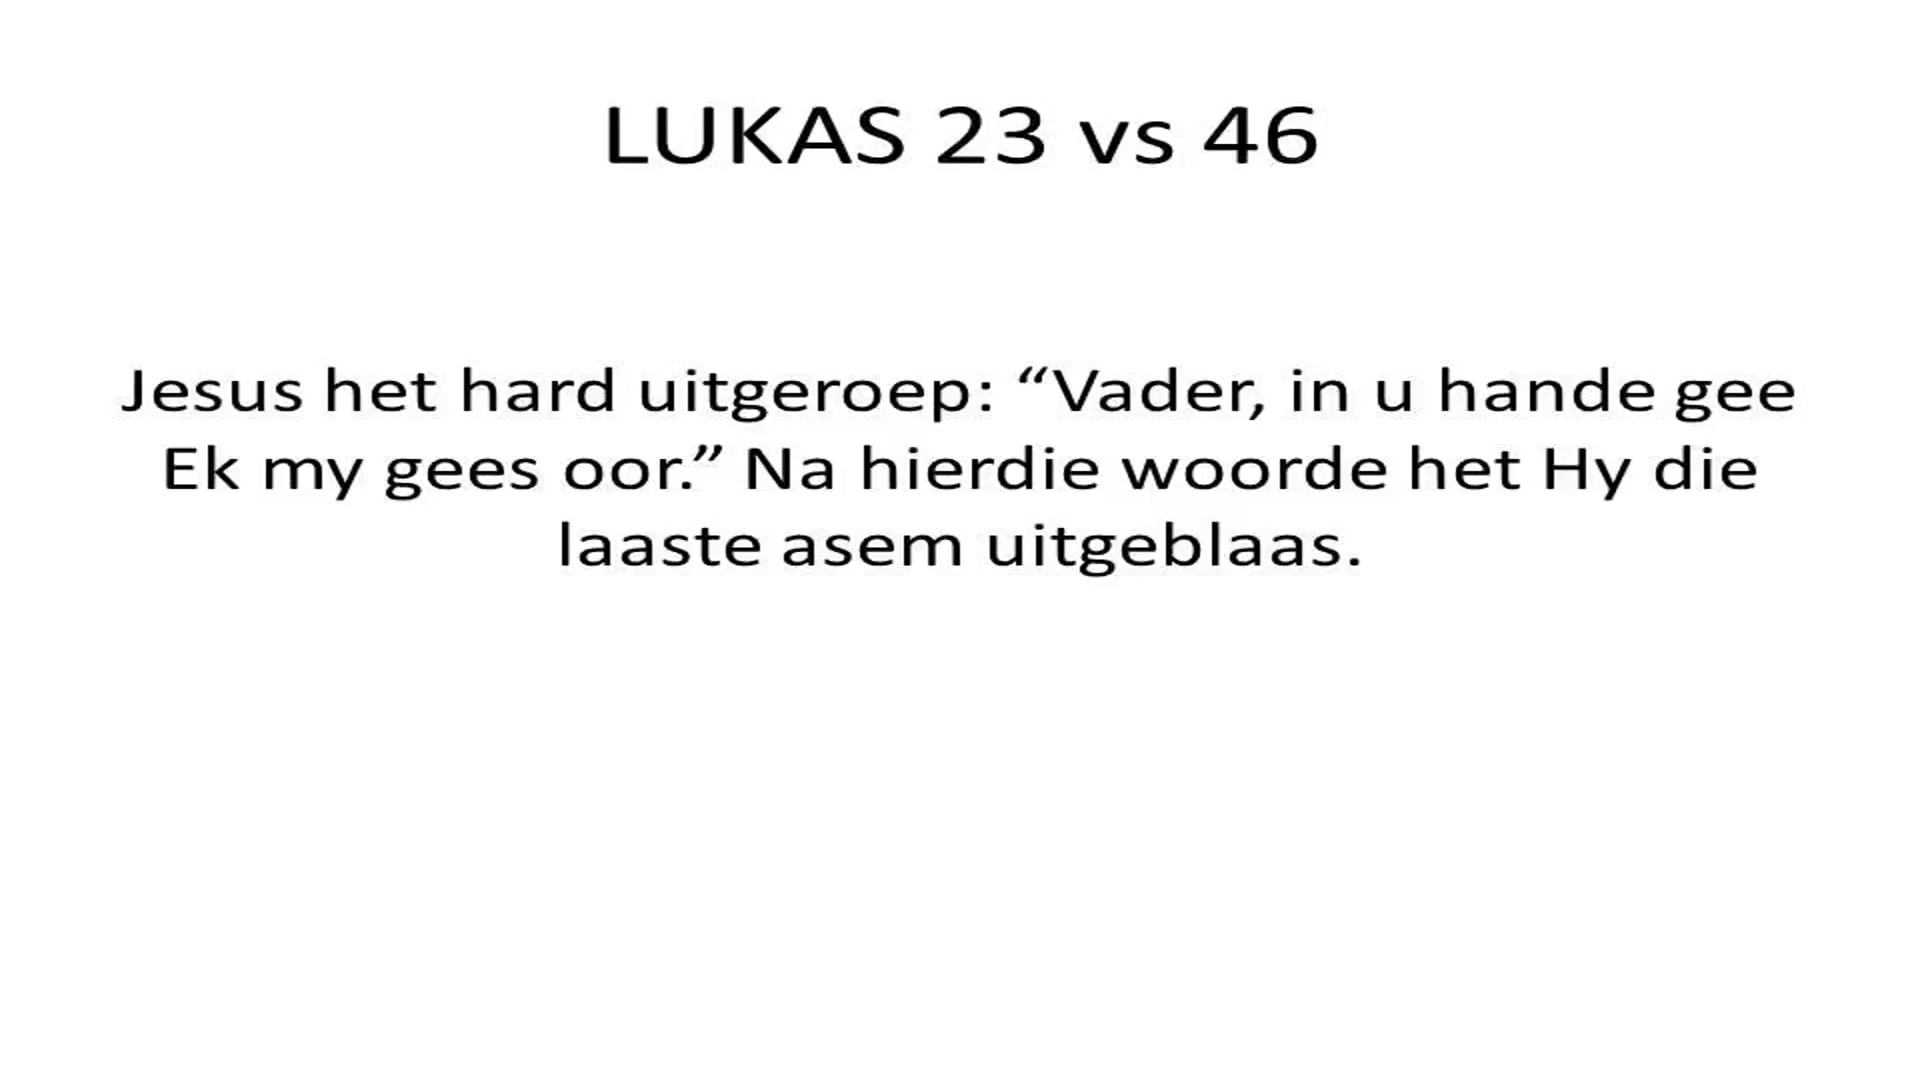 LUKAS 23 vs 46
Jesus het hard uitgeroep: “Vader, in u hande gee
Ek my gees oor.” Na hierdie woorde het Hy die
laaste asem uitgeblaas.